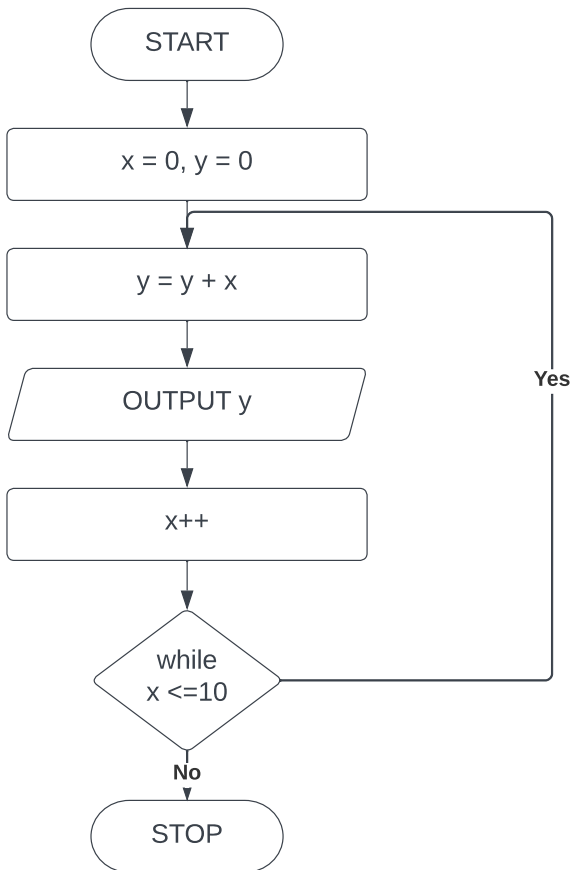 START
x = 0, y = 0
y = y + x
OUTPUT y
x++
while
x <=10
Yes
No
STOP